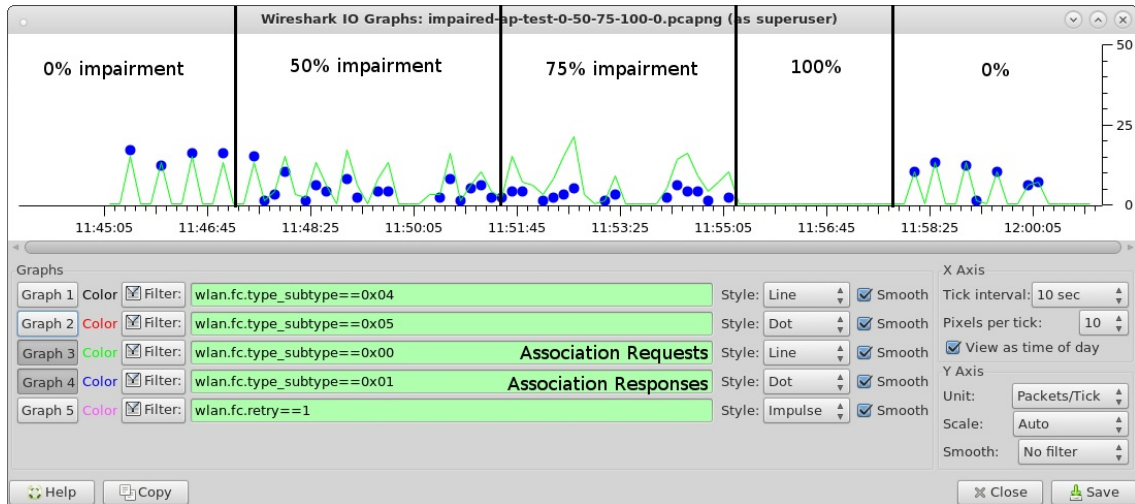 Wireshark IO Graphs: impaired-ap-test-0-50-75-100-0.pcapng (as superuser)
0% impairment
50% impairment
75% impairment
100%
0%
50
25
0
11:45:05 11:46:45 11:48:25 11:50:05 11:51:45 11:53:25 11:55:05 11:56:45 11:58:25 12:00:05
Graphs
Graph 1 Color Filter: wlan.fc.type_subtype==0x04 Style: Line Smooth
Graph 2 Color Filter: wlan.fc.type_subtype==0x05 Style: Dot Smooth
Graph 3 Color Filter: wlan.fc.type_subtype==0x00 Association Requests Style: Line Smooth
Graph 4 Color Filter: wlan.fc.type_subtype==0x01 Association Responses Style: Dot Smooth
Graph 5 Color Filter: wlan.fc.retry==1 Style: Impulse Smooth
X Axis
Tick interval: 10 sec
Pixels per tick: 10
View as time of day
Y Axis
Unit: Packets/Tick
Scale: Auto
Smooth: No filter
Help Copy Close Save